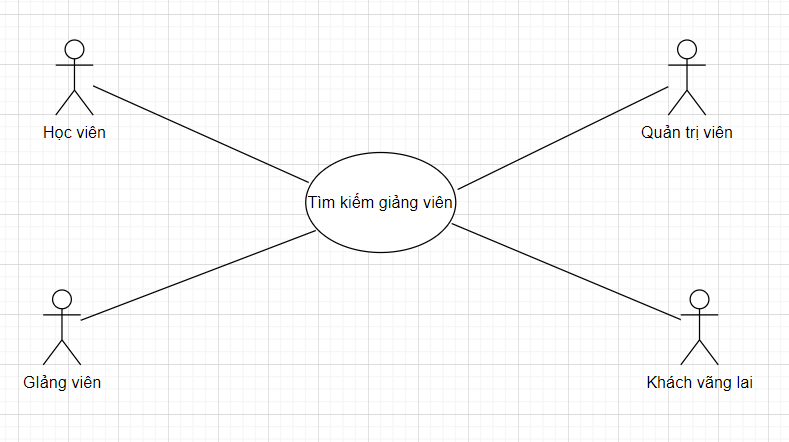 Học viên
Quản trị viên
Tìm kiếm giảng viên
GIảng viên
Khách vãng lai